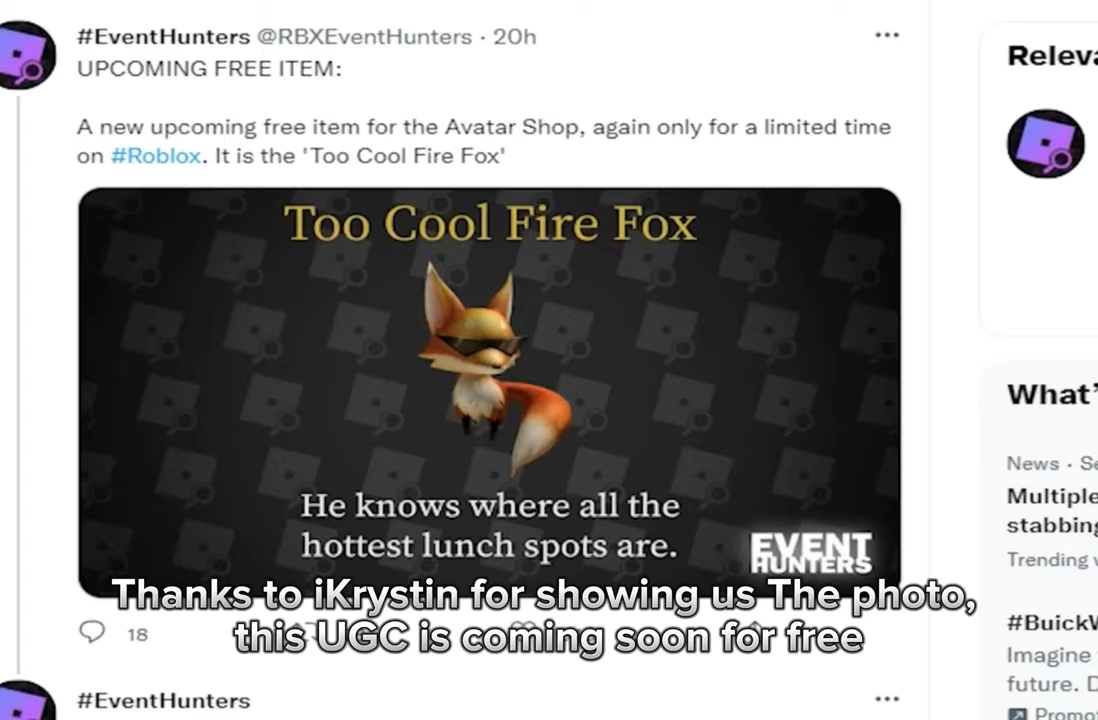 #EventHunters @RBXEventHunters · 20h
UPCOMING FREE ITEM:
A new upcoming free item for the Avatar Shop, again only for a limited time
on #Roblox. It is the 'Too Cool Fire Fox'
Too Cool Fire Fox
He knows where all the
hottest lunch spots are.
EVENT
HUNTERS
Thanks to iKrystin for showing us The photo,
this UGC is coming soon for free
18
#EventHunters
Releva
What'
News · Se
Multiple
stabbing
Trending
#BuickW
Imagine
future. D
Promo